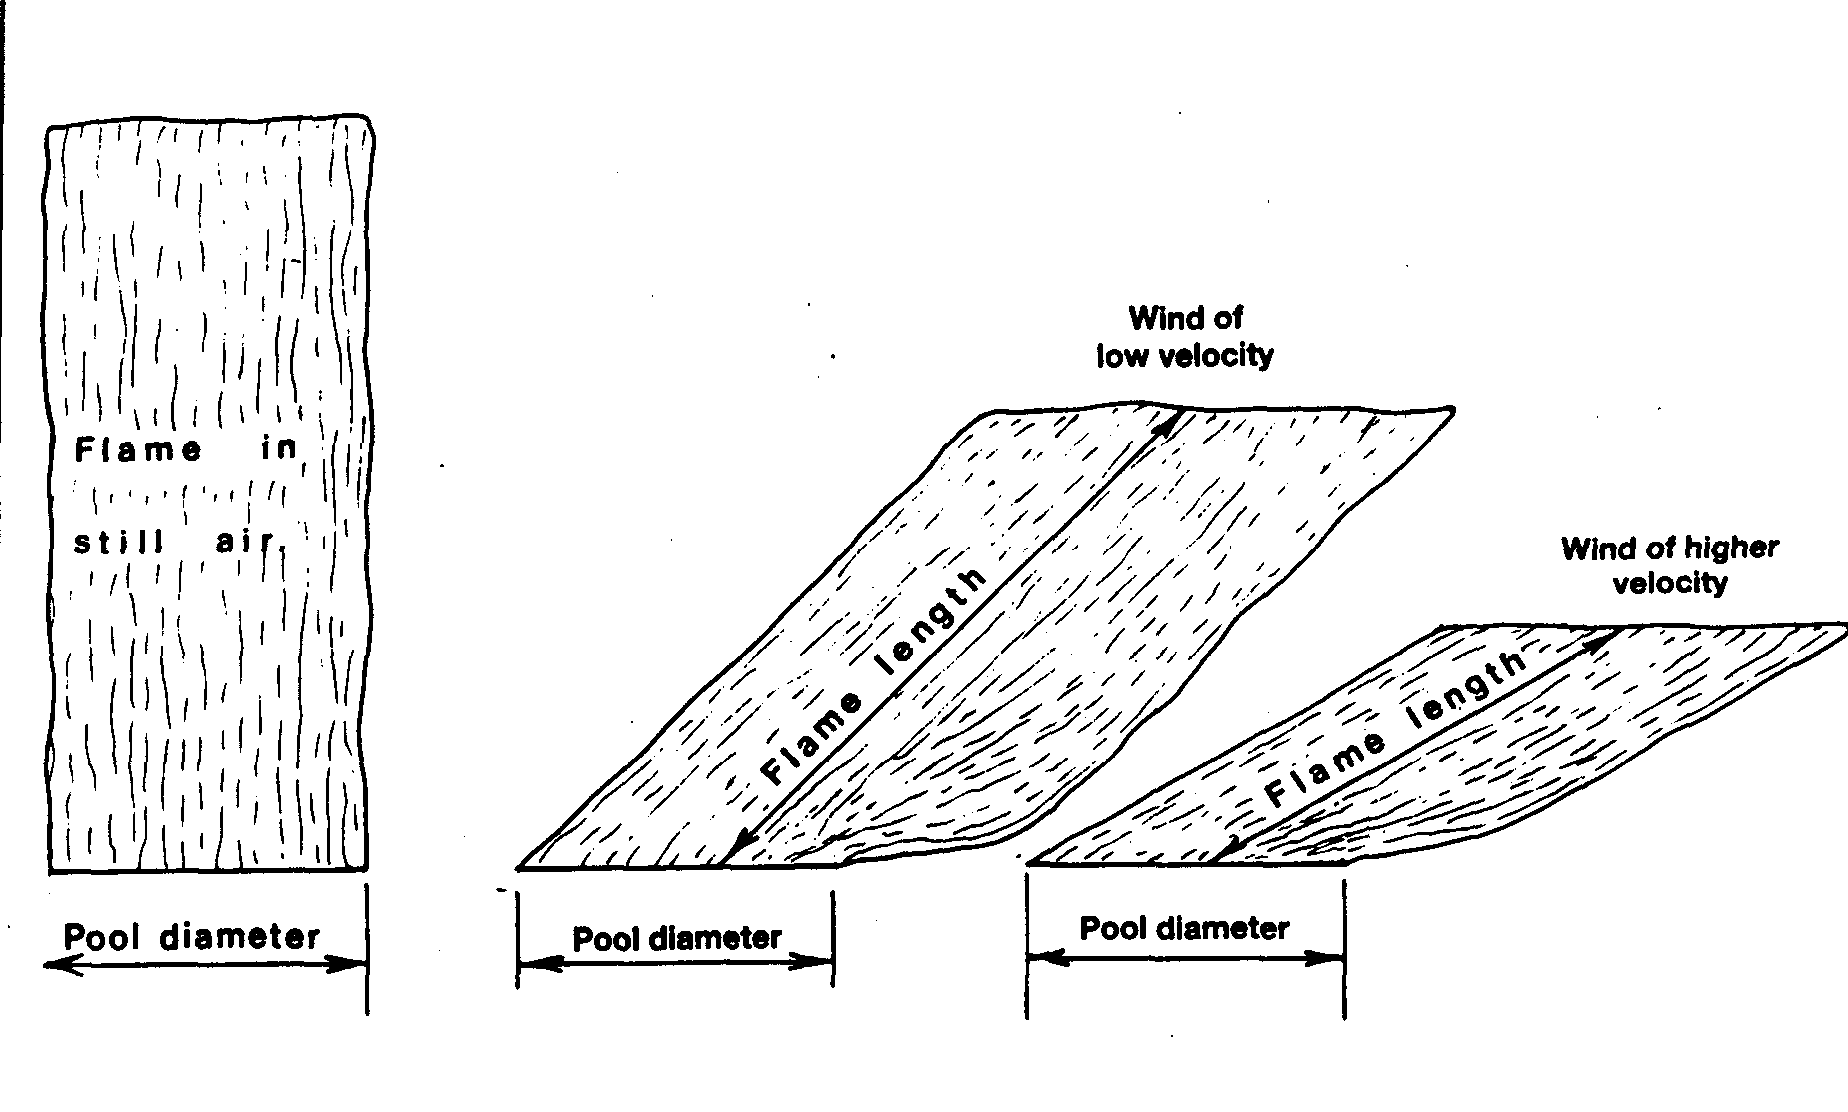 Flame in
still air.
Pool diameter
Wind of
low velocity
Flame length
Pool diameter
Wind of higher
velocity
Flame length
Pool diameter